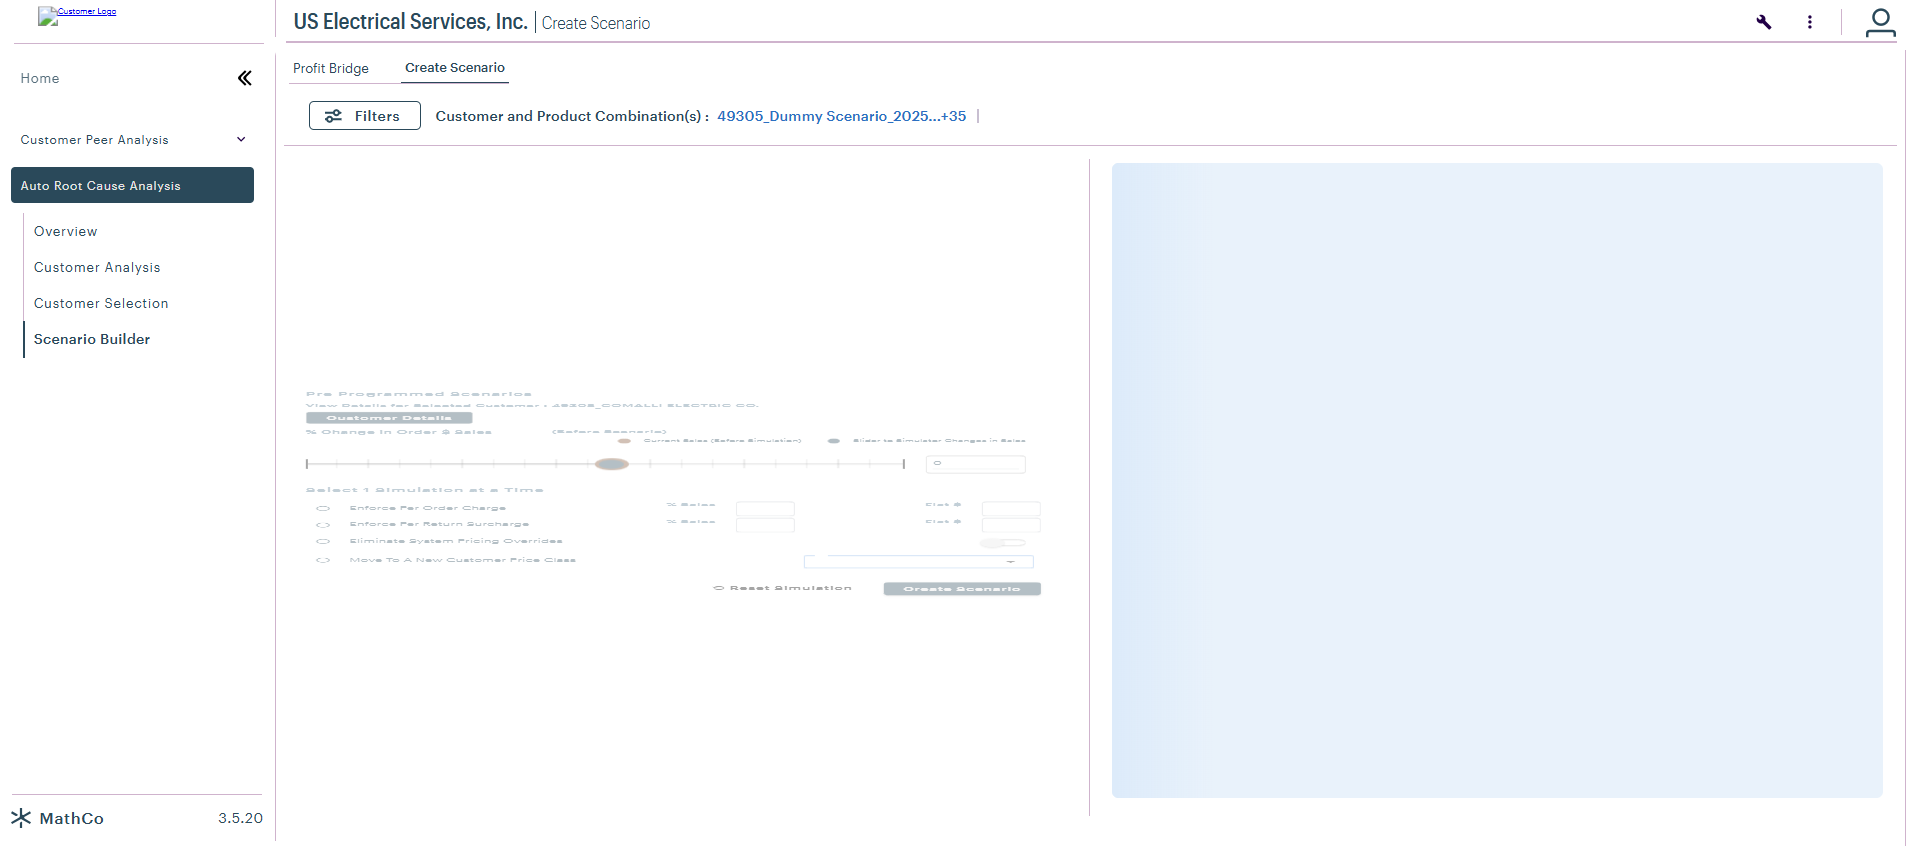 Customer Logo
US Electrical Services, Inc. | Create Scenario
Home
Profit Bridge
Create Scenario
Filters
Customer and Product Combination(s) : 49305_Dummy Scenario_2025...+35 |
Customer Peer Analysis
Auto Root Cause Analysis
Overview
Customer Analysis
Customer Selection
Scenario Builder
Pre Programmed Scenarios
View Details for Selected Customer : 49305_COMALLI ELECTRIC CO.
Customer Details
% Change in Order $ Sales
(Before Scenario)
Current Sales (Before Simulation)
Slider to Simulator Changes in Sales
0
Select 1 Simulation at a Time
Enforce Per Order Charge
% Sales
Flat $
Enforce Per Return Surcharge
% Sales
Flat $
Eliminate System Pricing Overrides
Move To A New Customer Price Class
Reset Simulation
Create Scenario
MathCo
3.5.20